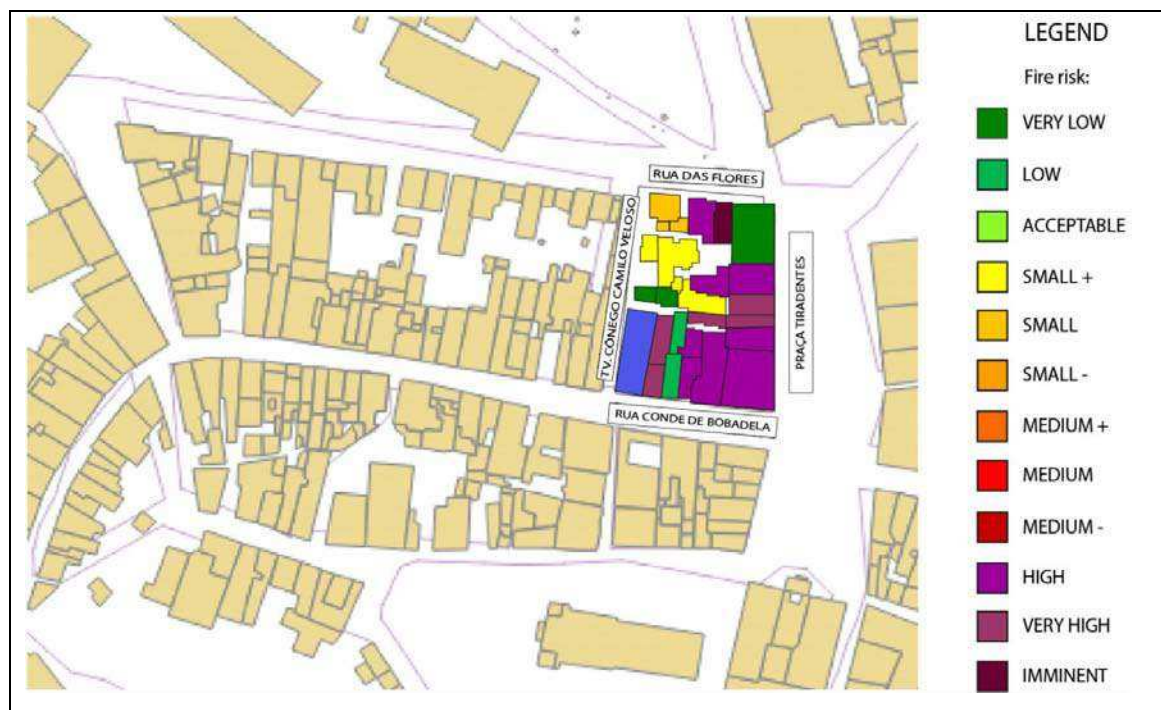 LEGEND
Fire risk:
VERY LOW
LOW
ACCEPTABLE
SMALL +
SMALL
SMALL -
MEDIUM +
MEDIUM
MEDIUM -
HIGH
VERY HIGH
IMMINENT
RUA DAS FLORES
TV. CÔNEGO CAMILO VELOSO
PRAÇA TIRADENTES
RUA CONDE DE BOBADELA